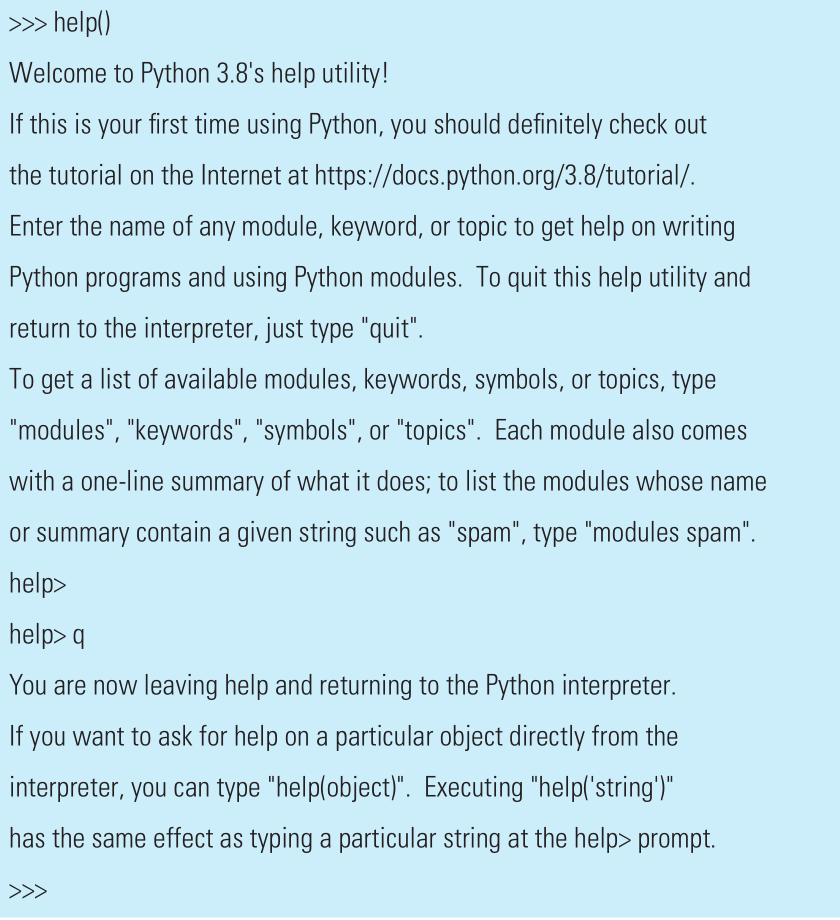 >>> help()
Welcome to Python 3.8's help utility!
If this is your first time using Python, you should definitely check out
the tutorial on the Internet at https://docs.python.org/3.8/tutorial/.
Enter the name of any module, keyword, or topic to get help on writing
Python programs and using Python modules.  To quit this help utility and
return to the interpreter, just type "quit".
To get a list of available modules, keywords, symbols, or topics, type
"modules", "keywords", "symbols", or "topics".  Each module also comes
with a one-line summary of what it does; to list the modules whose name
or summary contain a given string such as "spam", type "modules spam".
help>
help> q
You are now leaving help and returning to the Python interpreter.
If you want to ask for help on a particular object directly from the
interpreter, you can type "help(object)".  Executing "help('string')"
has the same effect as typing a particular string at the help> prompt.
>>>